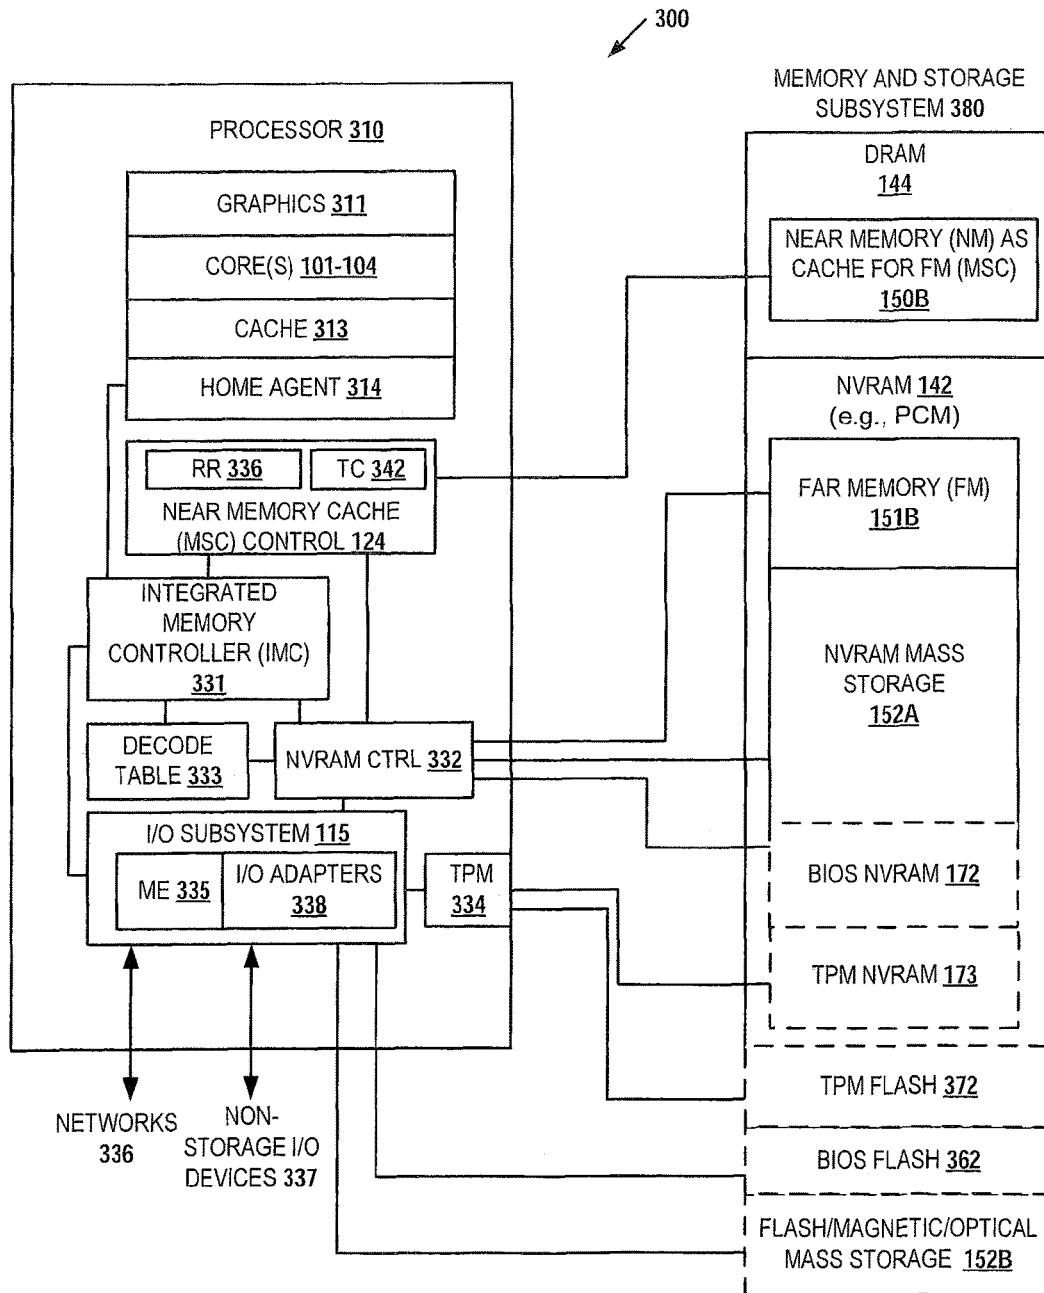 300
MEMORY AND STORAGE
SUBSYSTEM 380
PROCESSOR 310
GRAPHICS 311
CORE(S) 101-104
CACHE 313
HOME AGENT 314
RR 336
TC 342
NEAR MEMORY CACHE
(MSC) CONTROL 124
INTEGRATED
MEMORY
CONTROLLER (IMC)
331
DECODE
TABLE 333
NVRAM CTRL 332
I/O SUBSYSTEM 115
ME 335
I/O ADAPTERS
338
TPM
334
NETWORKS
336
NON-
STORAGE I/O
DEVICES 337
DRAM
144
NEAR MEMORY (NM) AS
CACHE FOR FM (MSC)
150B
NVRAM 142
(e.g., PCM)
FAR MEMORY (FM)
151B
NVRAM MASS
STORAGE
152A
BIOS NVRAM 172
TPM NVRAM 173
TPM FLASH 372
BIOS FLASH 362
FLASH/MAGNETIC/OPTICAL
MASS STORAGE 152B